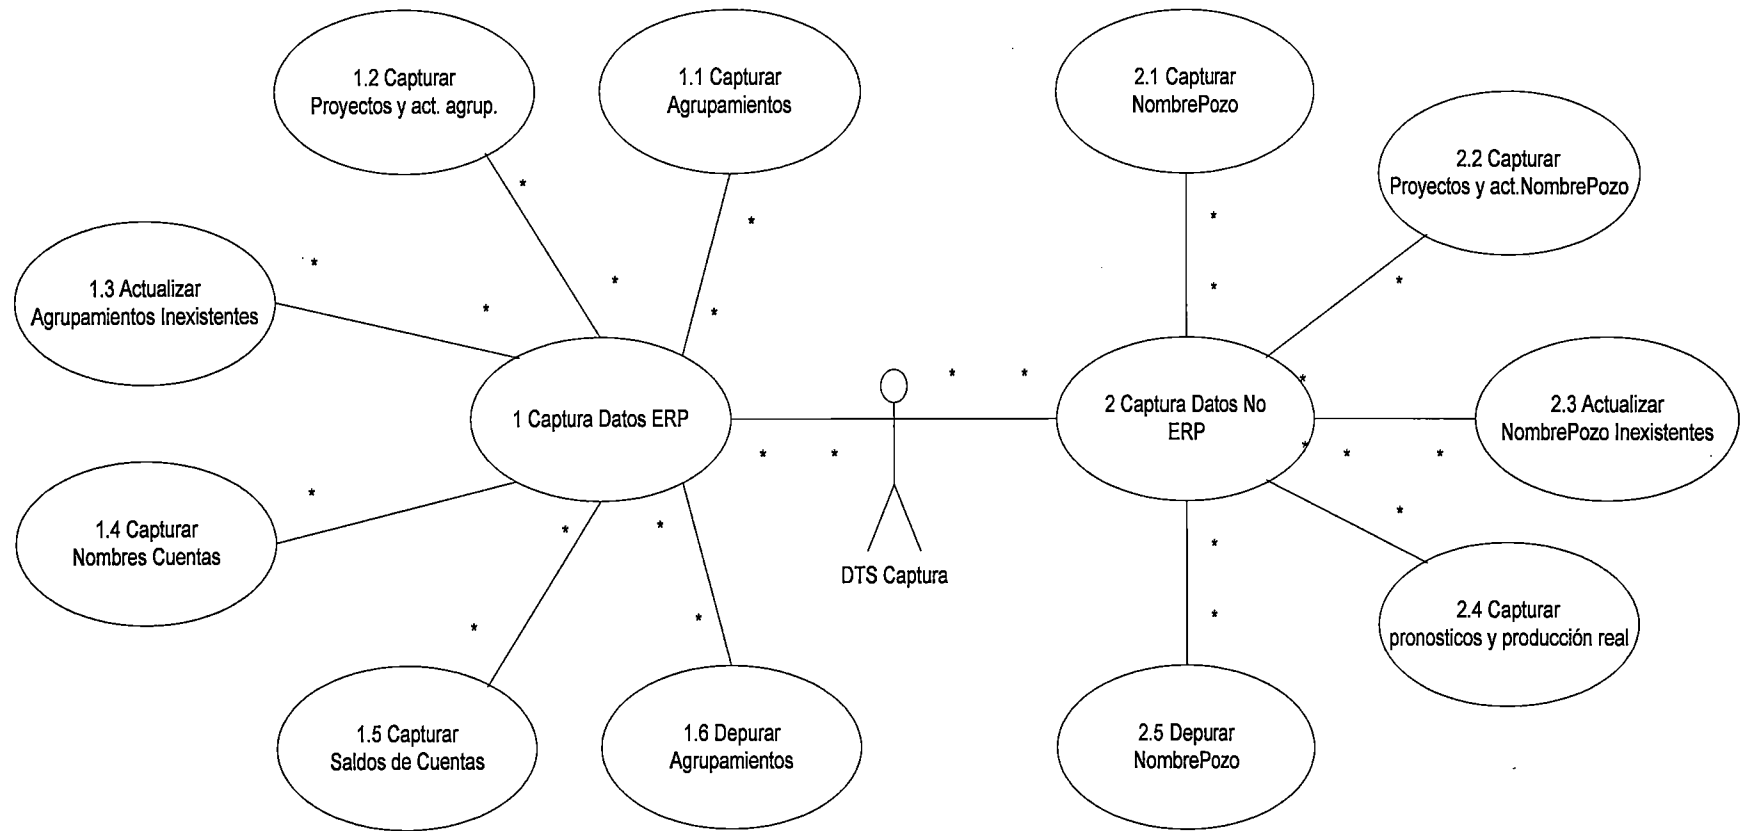 1.2 Capturar
Proyectos y act. agrup.
1.1 Capturar
Agrupamientos
2.1 Capturar
NombrePozo
2.2 Capturar
Proyectos y act.NombrePozo
1.3 Actualizar
Agrupamientos Inexistentes
1 Captura Datos ERP
2 Captura Datos No
ERP
2.3 Actualizar
NombrePozo Inexistentes
1.4 Capturar
Nombres Cuentas
DTS Captura
2.4 Capturar
pronosticos y producción real
1.5 Capturar
Saldos de Cuentas
1.6 Depurar
Agrupamientos
2.5 Depurar
NombrePozo